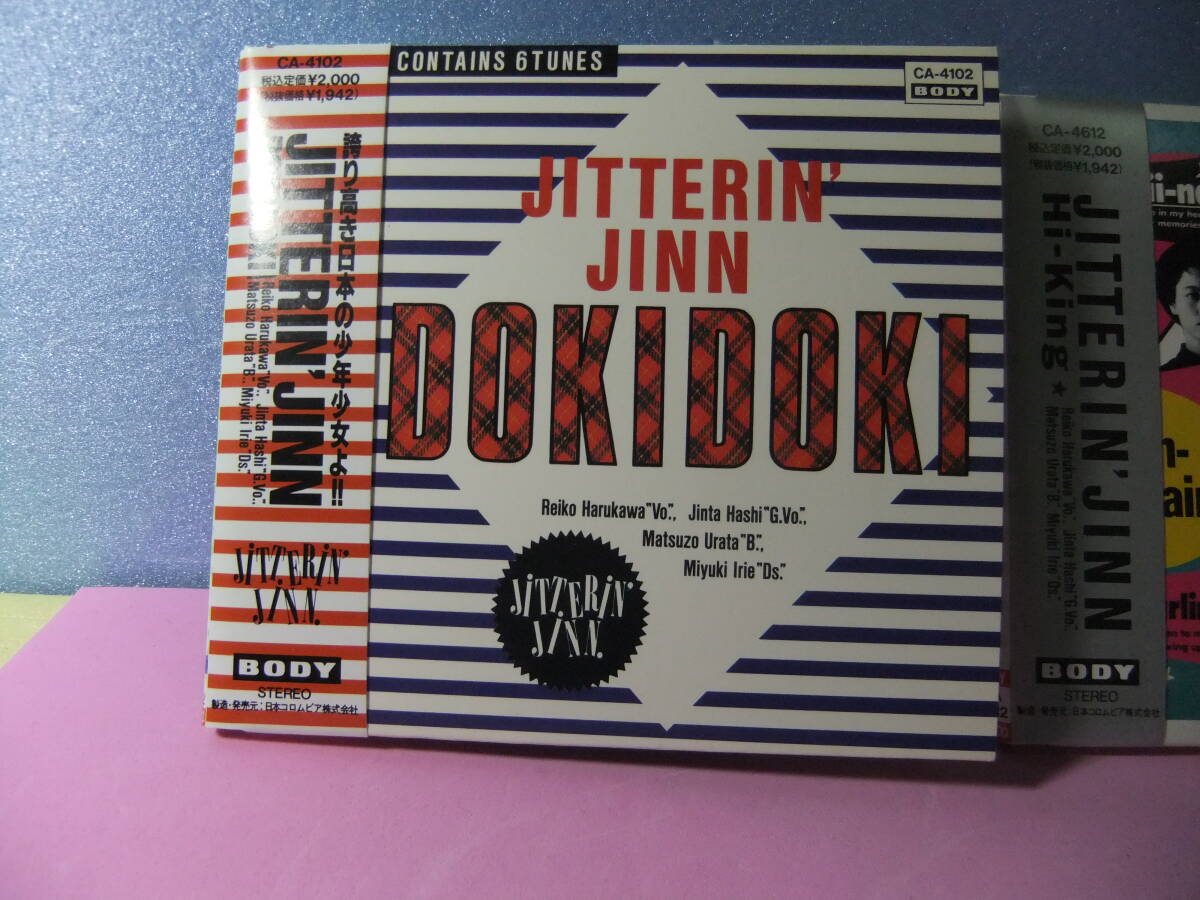 CA-4102
税込定価¥2,000
(税抜価格¥1,942)
誇り高き日本の少年少女よ!!
JITTERIN' JINN
Reiko Harukawa"Vo.", Jinta Hashi"G.Vo.",
Matsuzo Urata"B.", Miyuki Irie"Ds."
JITTERIN'
JINN.
BODY
STEREO
製造・発売元:日本コロムビア株式会社
CONTAINS 6TUNES
CA-4102
BODY
JITTERIN'
JINN
DOKIDOKI
Reiko Harukawa"Vo.", Jinta Hashi"G.Vo.",
Matsuzo Urata"B.",
Miyuki Irie"Ds."
JITTERIN'
JINN.
CA-4612
税込定価¥2,000
(税抜価格¥1,942)
JITTERIN' JINN
Hi-King★
Reiko Harukawa"Vo.", Jinta Hashi"G.Vo.",
Matsuzo Urata"B.", Miyuki Irie"Ds."
BODY
STEREO
製造・発売元:日本コロムビア株式会社
in my
memories